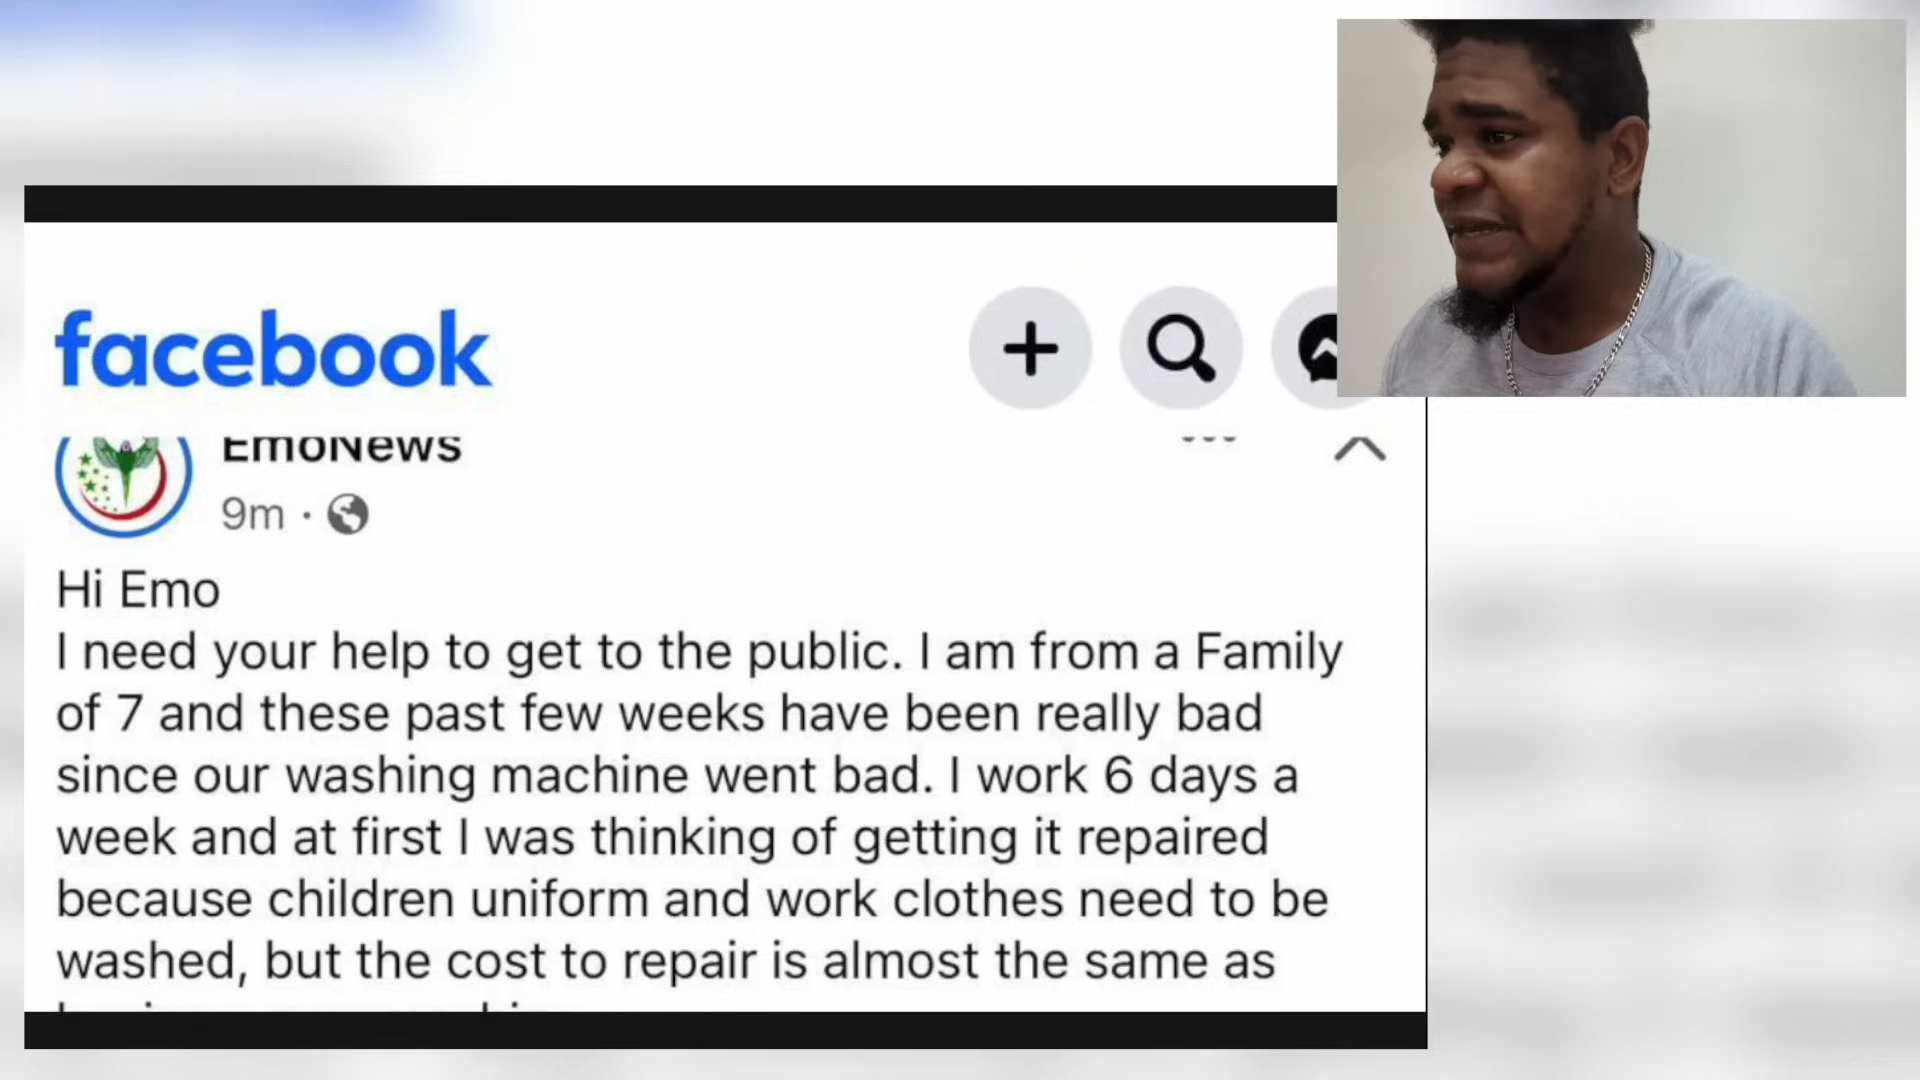 facebook
EmoNews
9m ·
Hi Emo
I need your help to get to the public. I am from a Family
of 7 and these past few weeks have been really bad
since our washing machine went bad. I work 6 days a
week and at first I was thinking of getting it repaired
because children uniform and work clothes need to be
washed, but the cost to repair is almost the same as